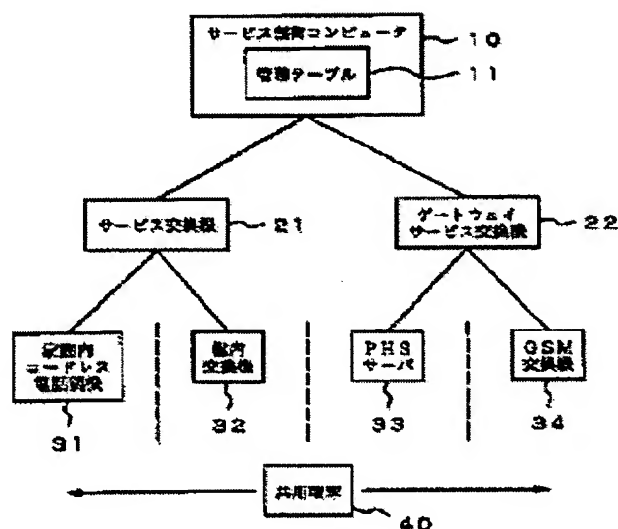 サービス制御コンピュータ
10
管理テーブル
11
サービス交換機
21
ゲートウェイ
サービス交換機
22
家庭内
コードレス
電話親機
31
構内
交換機
32
PHS
サーバ
33
GSM
交換機
34
共用端末
40